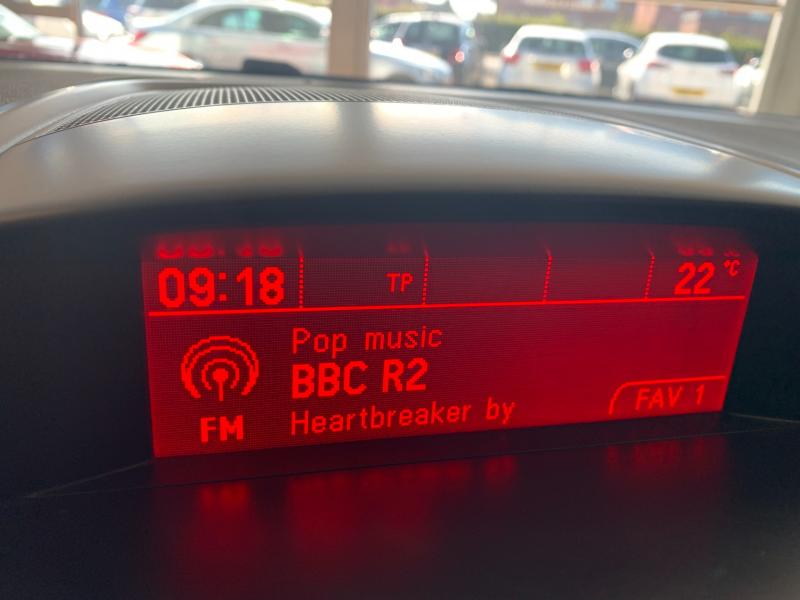 09:18 TP 22 °C
Pop music
BBC R2
FM Heartbreaker by
FAV 1